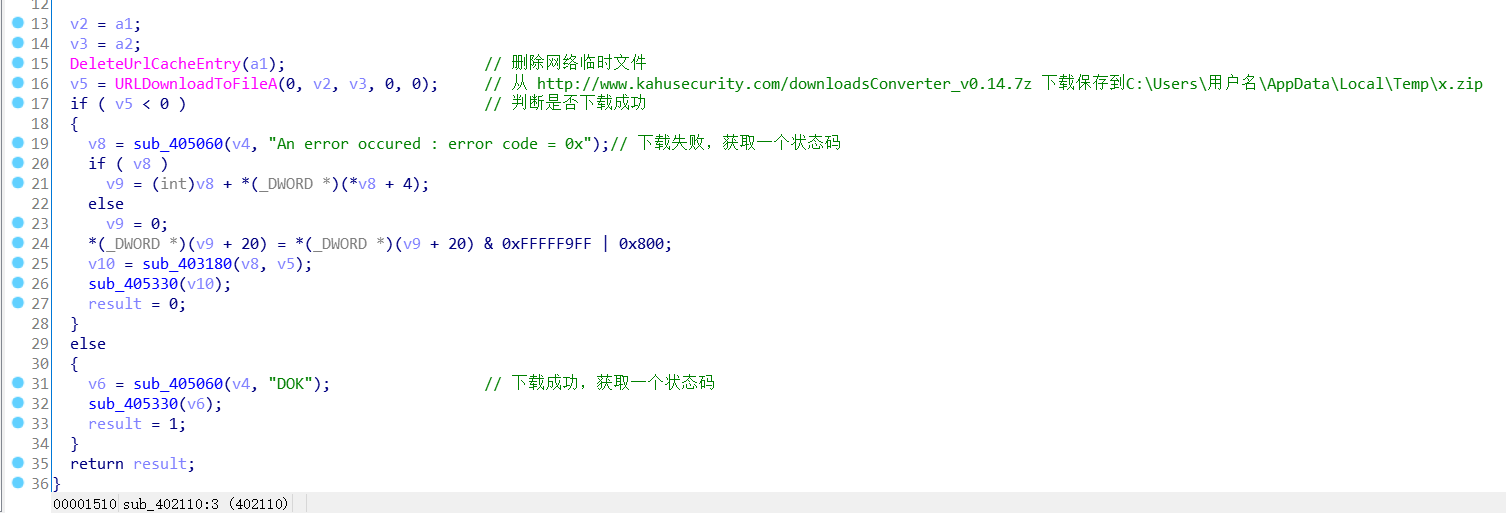 12
13 v2 = a1;
14 v3 = a2;
15 DeleteUrlCacheEntry(a1); // 删除网络临时文件
16 v5 = URLDownloadToFileA(0, v2, v3, 0, 0); // 从 http://www.kahusecurity.com/downloadsConverter_v0.14.7z 下载保存到C:\Users\用户名\AppData\Local\Temp\x.zip
17 if ( v5 < 0 ) // 判断是否下载成功
18 {
19 v8 = sub_405060(v4, "An error occured : error code = 0x");// 下载失败，获取一个状态码
20 if ( v8 )
21 v9 = (int)v8 + *(_DWORD *)(*v8 + 4);
22 else
23 v9 = 0;
24 *(_DWORD *)(v9 + 20) = *(_DWORD *)(v9 + 20) & 0xFFFFF9FF | 0x800;
25 v10 = sub_403180(v8, v5);
26 sub_405330(v10);
27 result = 0;
28 }
29 else
30 {
31 v6 = sub_405060(v4, "DOK"); // 下载成功，获取一个状态码
32 sub_405330(v6);
33 result = 1;
34 }
35 return result;
36 }
00001510 sub_402110:3 (402110)